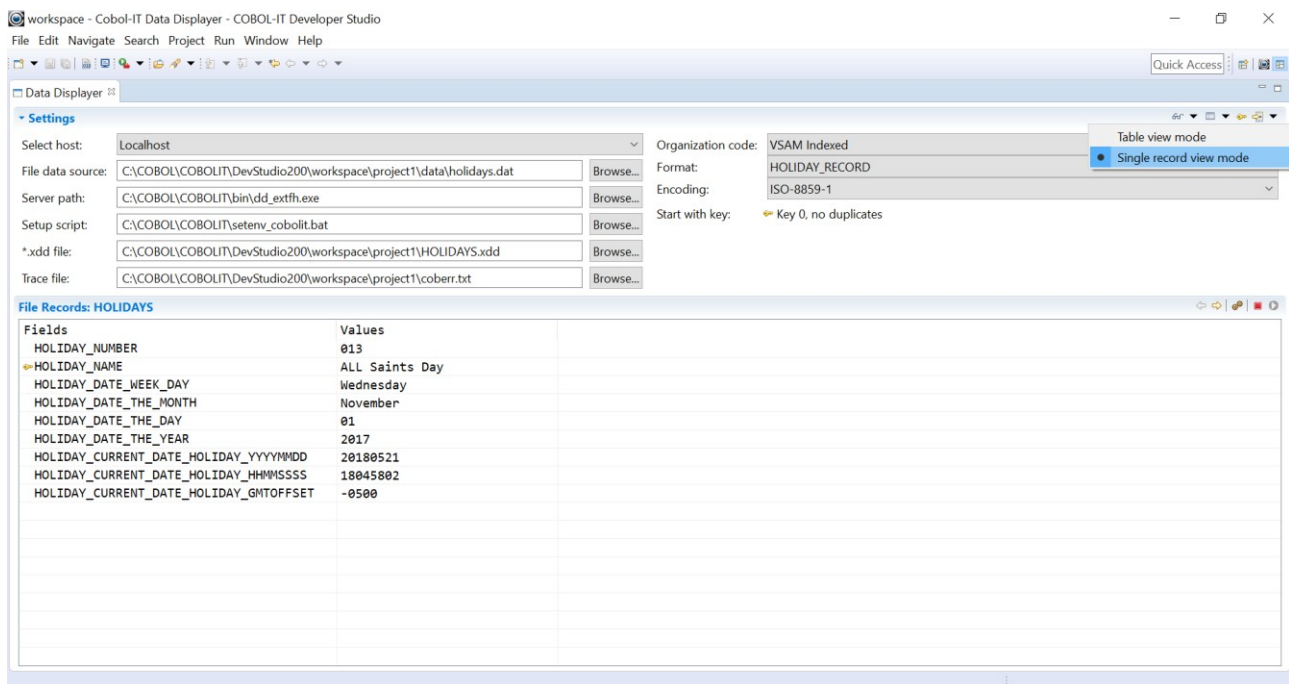 workspace - Cobol-IT Data Displayer - COBOL-IT Developer Studio
File Edit Navigate Search Project Run Window Help
Quick Access
Data Displayer
Settings
Table view mode
Single record view mode
Select host: Localhost
File data source: C:\COBOL\COBOLIT\DevStudio200\workspace\project1\data\holidays.dat Browse...
Server path: C:\COBOL\COBOLIT\bin\dd_extfh.exe Browse...
Setup script: C:\COBOL\COBOLIT\setenv_cobolit.bat Browse...
*.xdd file: C:\COBOL\COBOLIT\DevStudio200\workspace\project1\HOLIDAYS.xdd Browse...
Trace file: C:\COBOL\COBOLIT\DevStudio200\workspace\project1\coberr.txt Browse...
Organization code: VSAM Indexed
Format: HOLIDAY_RECORD
Encoding: ISO-8859-1
Start with key: Key 0, no duplicates
File Records: HOLIDAYS
Fields Values
HOLIDAY_NUMBER 013
HOLIDAY_NAME ALL Saints Day
HOLIDAY_DATE_WEEK_DAY Wednesday
HOLIDAY_DATE_THE_MONTH November
HOLIDAY_DATE_THE_DAY 01
HOLIDAY_DATE_THE_YEAR 2017
HOLIDAY_CURRENT_DATE_HOLIDAY_YYYYMMDD 20180521
HOLIDAY_CURRENT_DATE_HOLIDAY_HHMMSSSS 18045802
HOLIDAY_CURRENT_DATE_HOLIDAY_GMTOFFSET -0500